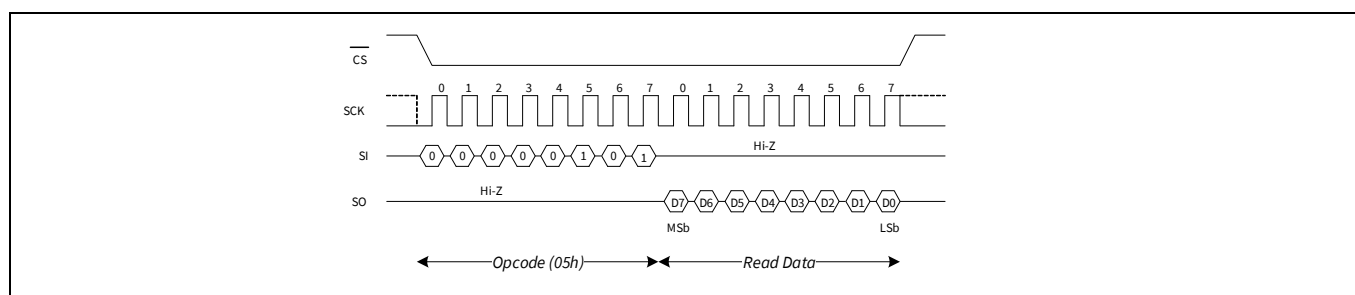 CS
0 1 2 3 4 5 6 7 0 1 2 3 4 5 6 7
SCK
Hi-Z
SI 0 0 0 0 0 1 0 1
Hi-Z
SO D7 D6 D5 D4 D3 D2 D1 D0
MSb LSb
Opcode (05h) Read Data